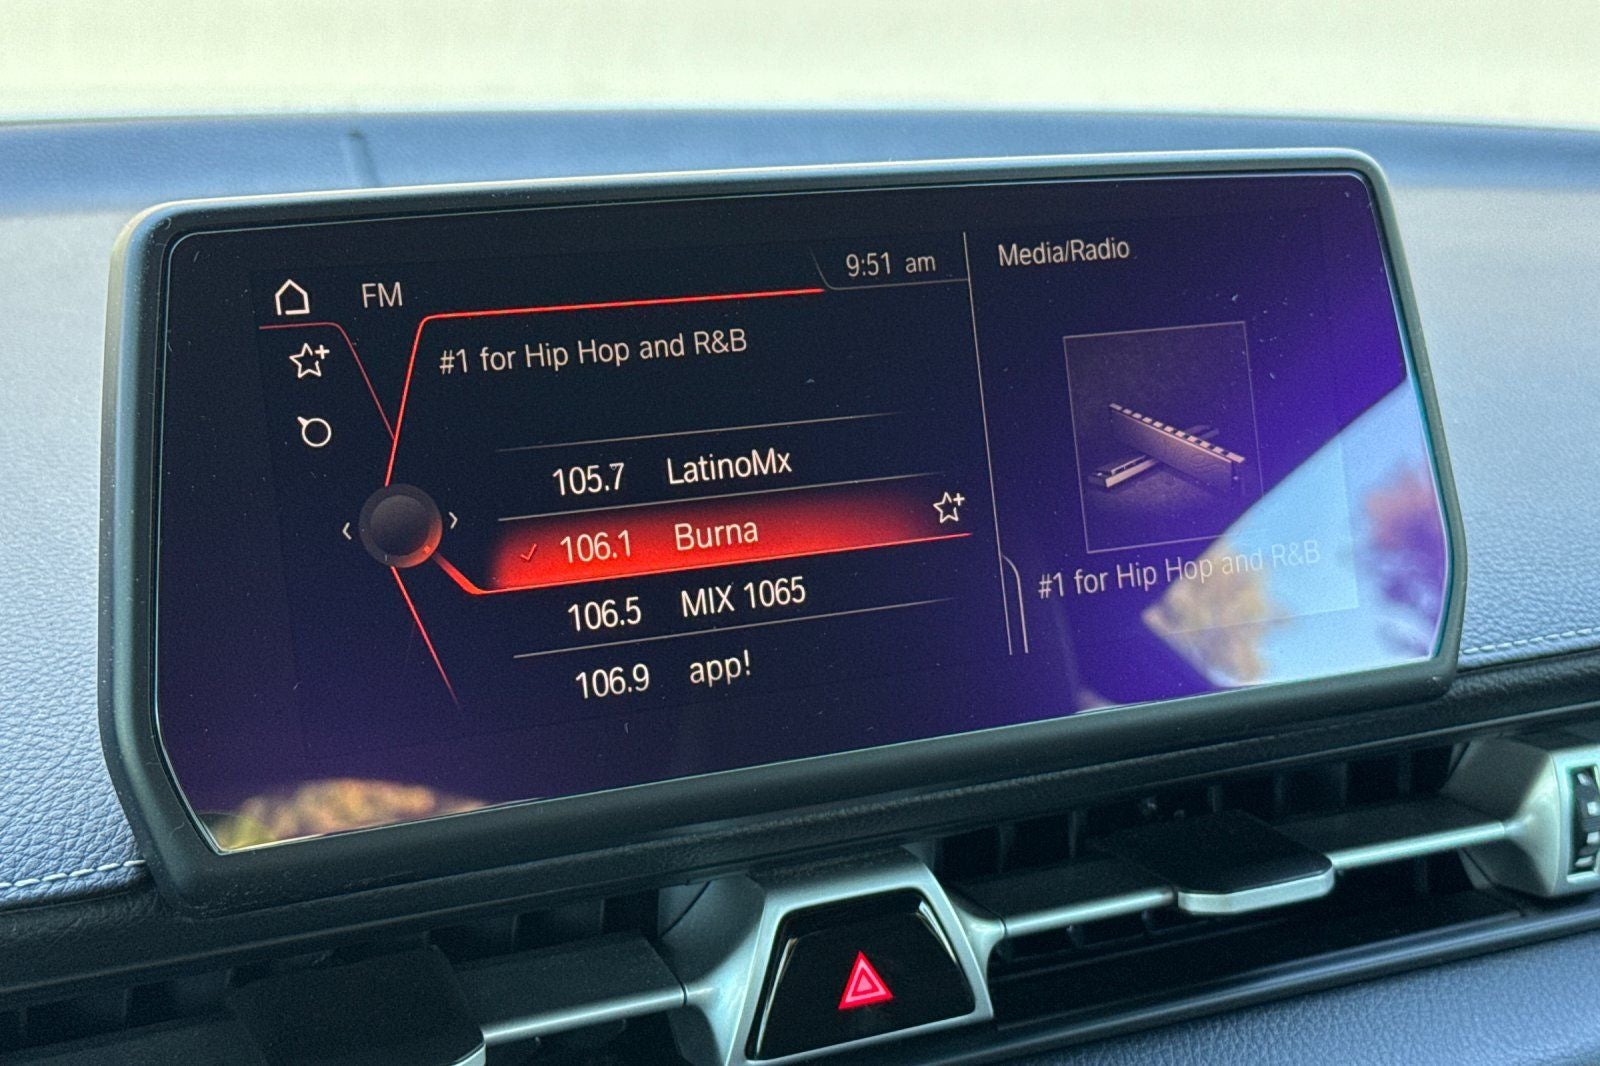 FM
9:51 am
Media/Radio
#1 for Hip Hop and R&B
105.7 LatinoMx
106.1 Burna
106.5 MIX 1065
106.9 app!
#1 for Hip Hop and R&B